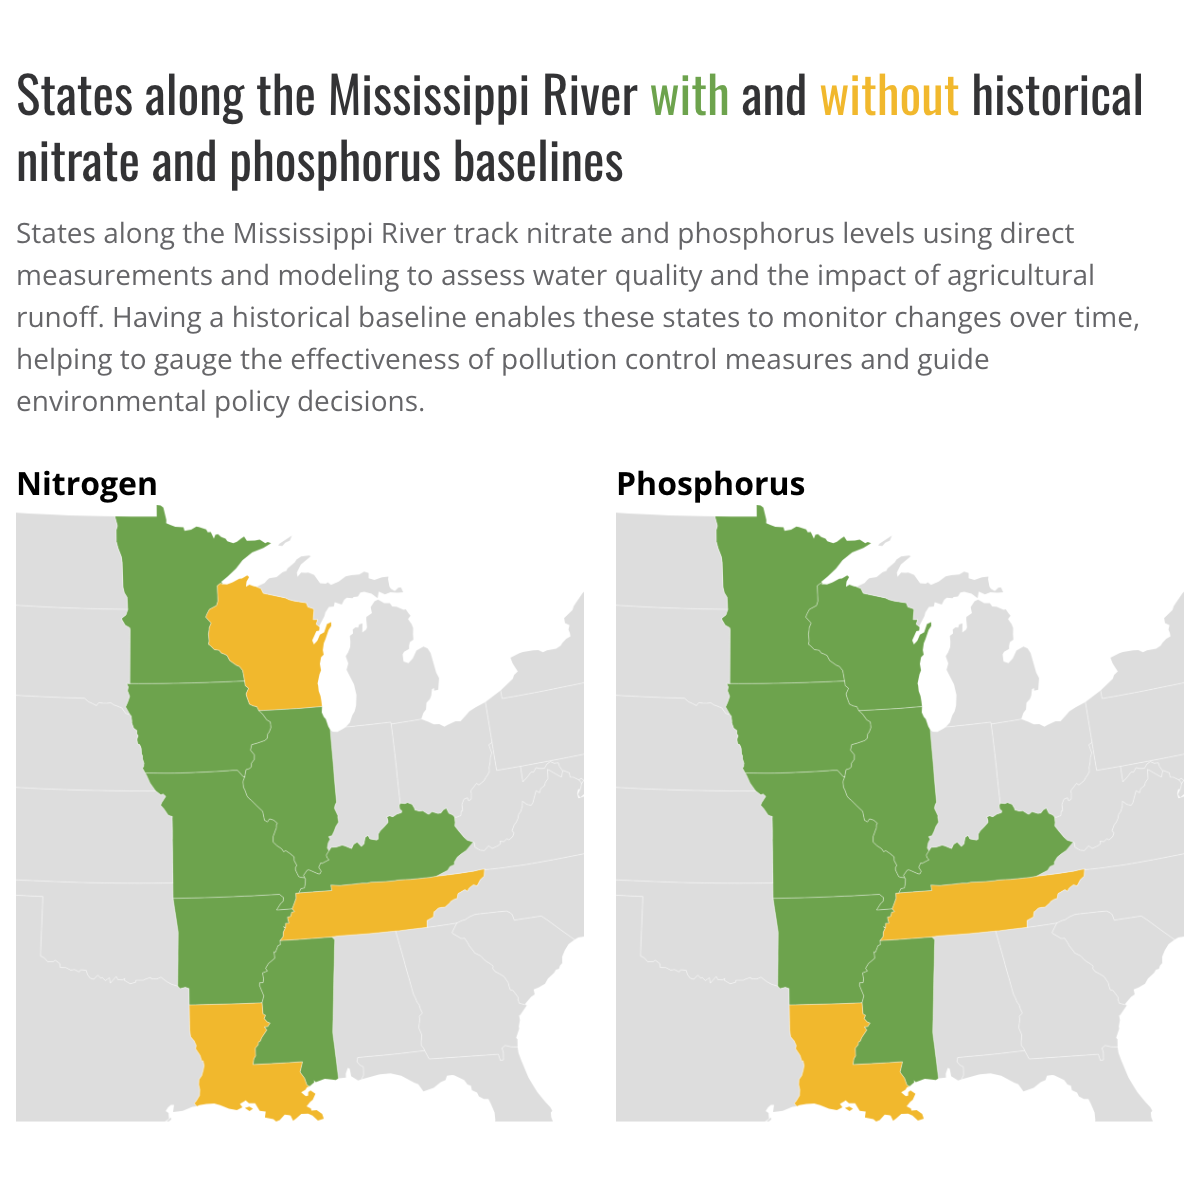 States along the Mississippi River with and without historical
nitrate and phosphorus baselines
States along the Mississippi River track nitrate and phosphorus levels using direct
measurements and modeling to assess water quality and the impact of agricultural
runoff. Having a historical baseline enables these states to monitor changes over time,
helping to gauge the effectiveness of pollution control measures and guide
environmental policy decisions.
Nitrogen
Phosphorus